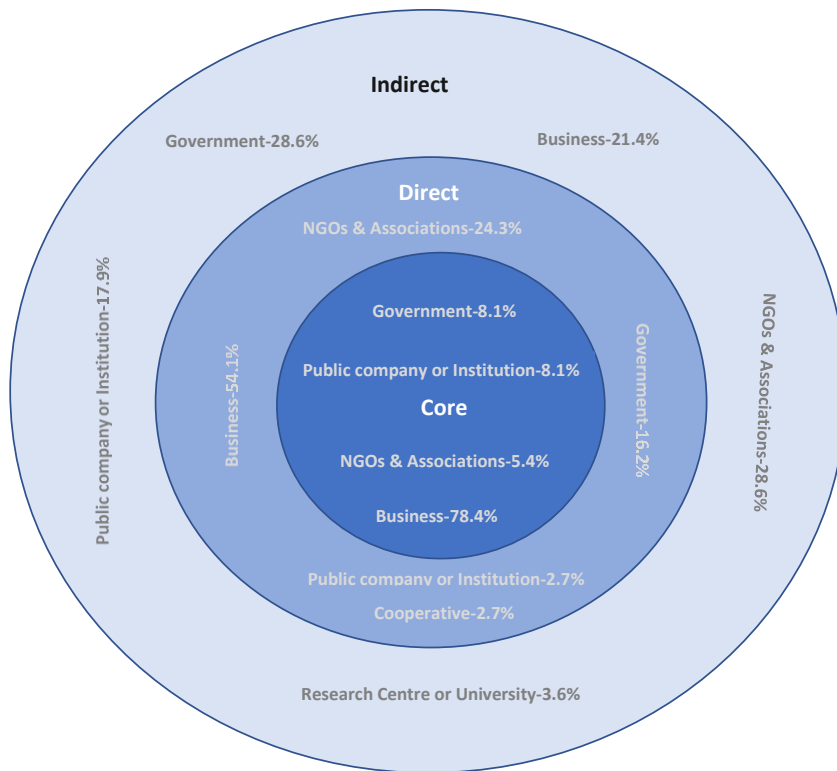 Indirect
Government-28.6%
Business-21.4%
Direct
NGOs & Associations-24.3%
Public company or Institution-17.9%
Business-54.1%
Government-8.1%
Public company or Institution-8.1%
Core
NGOs & Associations-5.4%
Business-78.4%
Government-16.2%
NGOs & Associations-28.6%
Public company or Institution-2.7%
Cooperative-2.7%
Research Centre or University-3.6%